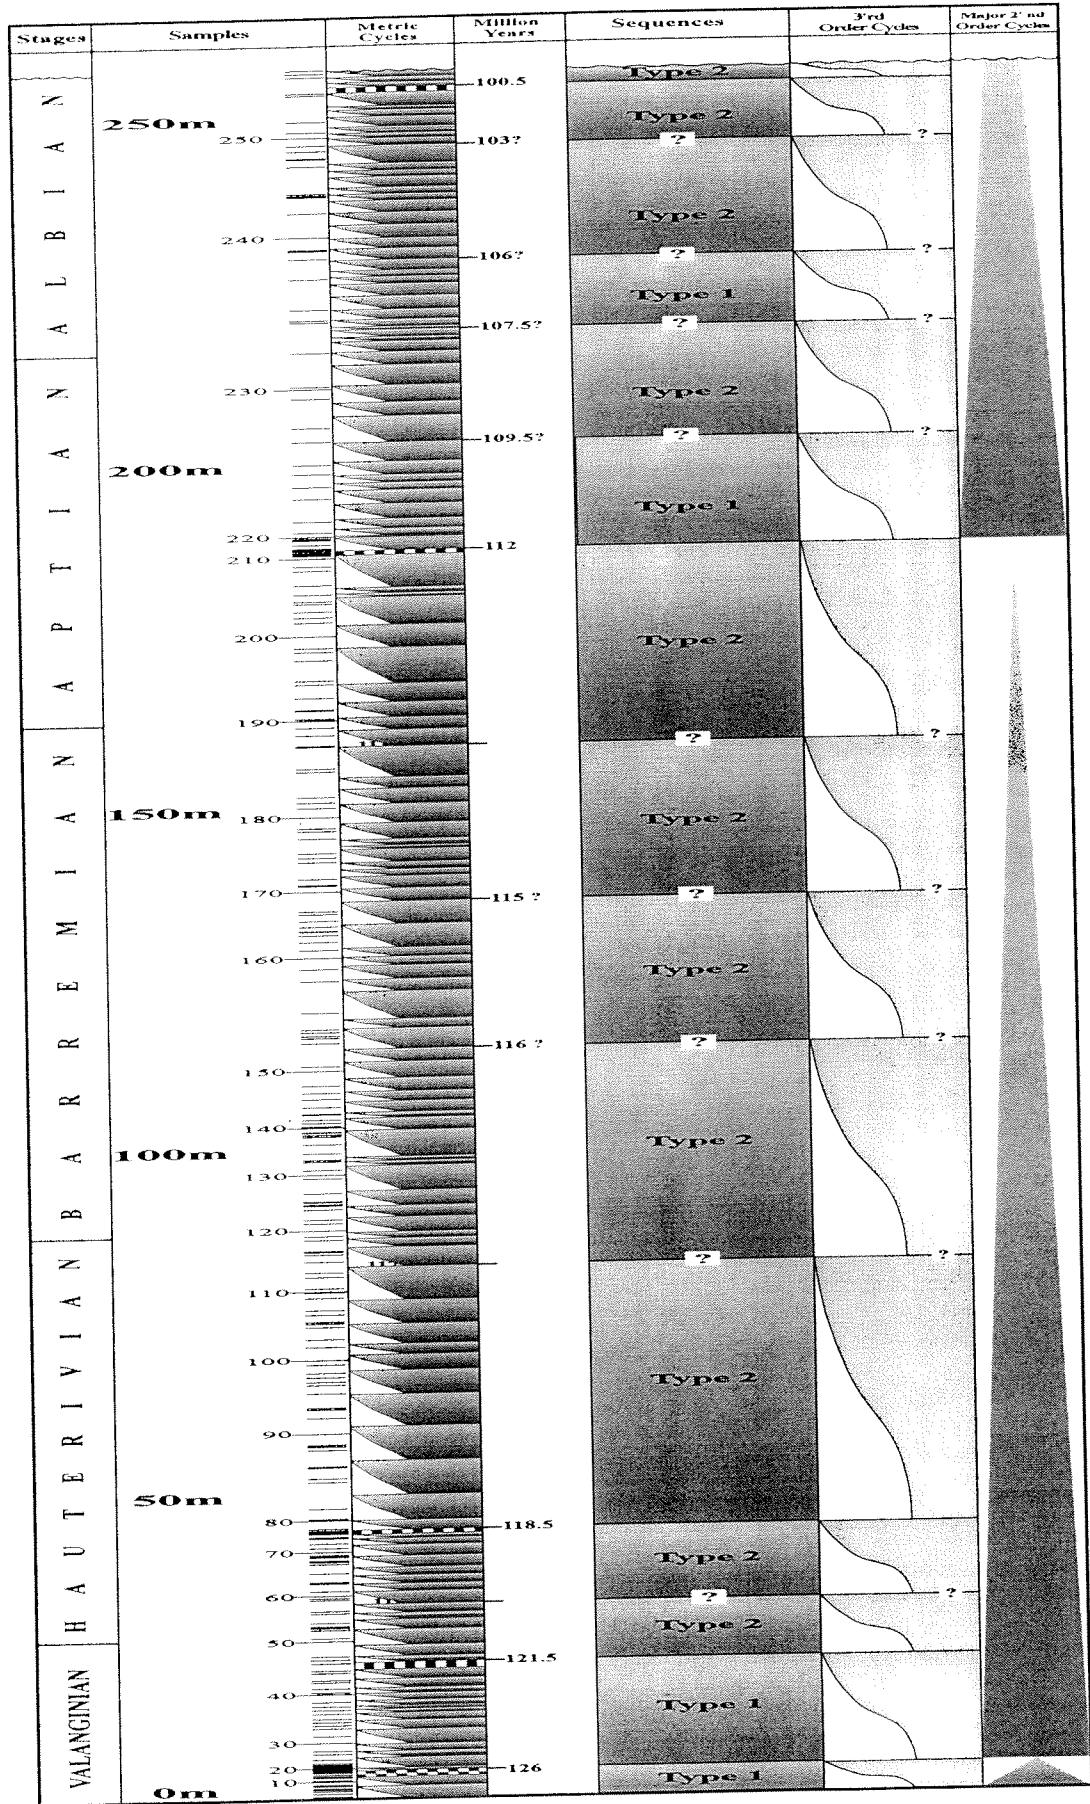 Stages
Samples
Metric
Cycles
Million
Years
Sequences
3'rd
Order Cycles
Major 2'nd
Order Cycles
ALBIAN
APTIAN
BARREMIAN
HAUTERIVIAN
VALANGINIAN
250m
200m
150m
100m
50m
0m
250
240
230
220
210
200
190
180
170
160
150
140
130
120
110
100
90
80
70
60
50
40
30
20
10
100.5
103?
106?
107.5?
109.5?
112
115 ?
116 ?
118.5
121.5
126
Type 2
Type 2
? ?
Type 2
? ?
Type 1
? ?
Type 2
? ?
Type 1
Type 2
? ?
Type 2
? ?
Type 2
? ?
Type 2
? ?
Type 2
Type 2
? ?
Type 2
Type 1
Type 1